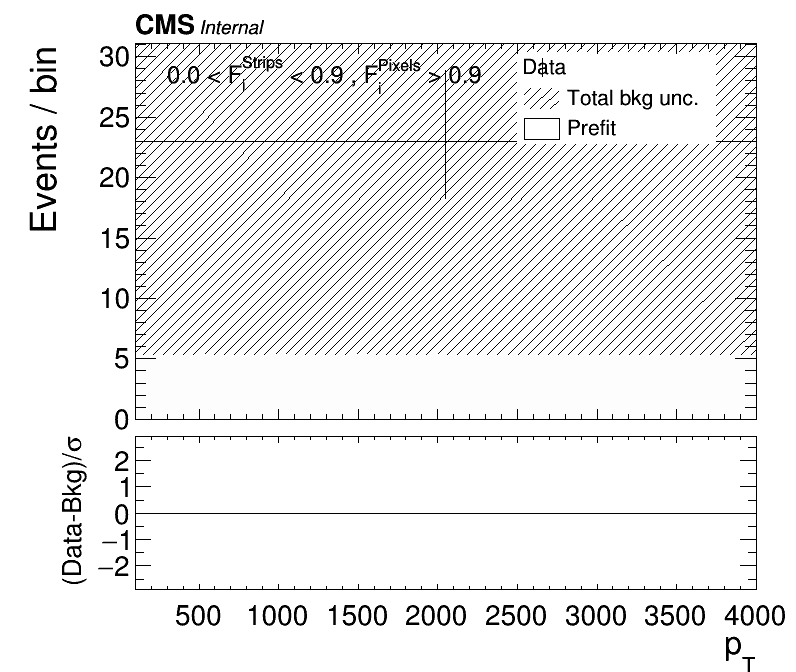 CMS Internal
Events / bin
30
25
20
15
10
5
0
0.0 < F_i^Strips < 0.9 , F_i^Pixels > 0.9
Data
Total bkg unc.
Prefit
(Data-Bkg)/σ
2
1
0
−1
−2
500 1000 1500 2000 2500 3000 3500 4000
p_T